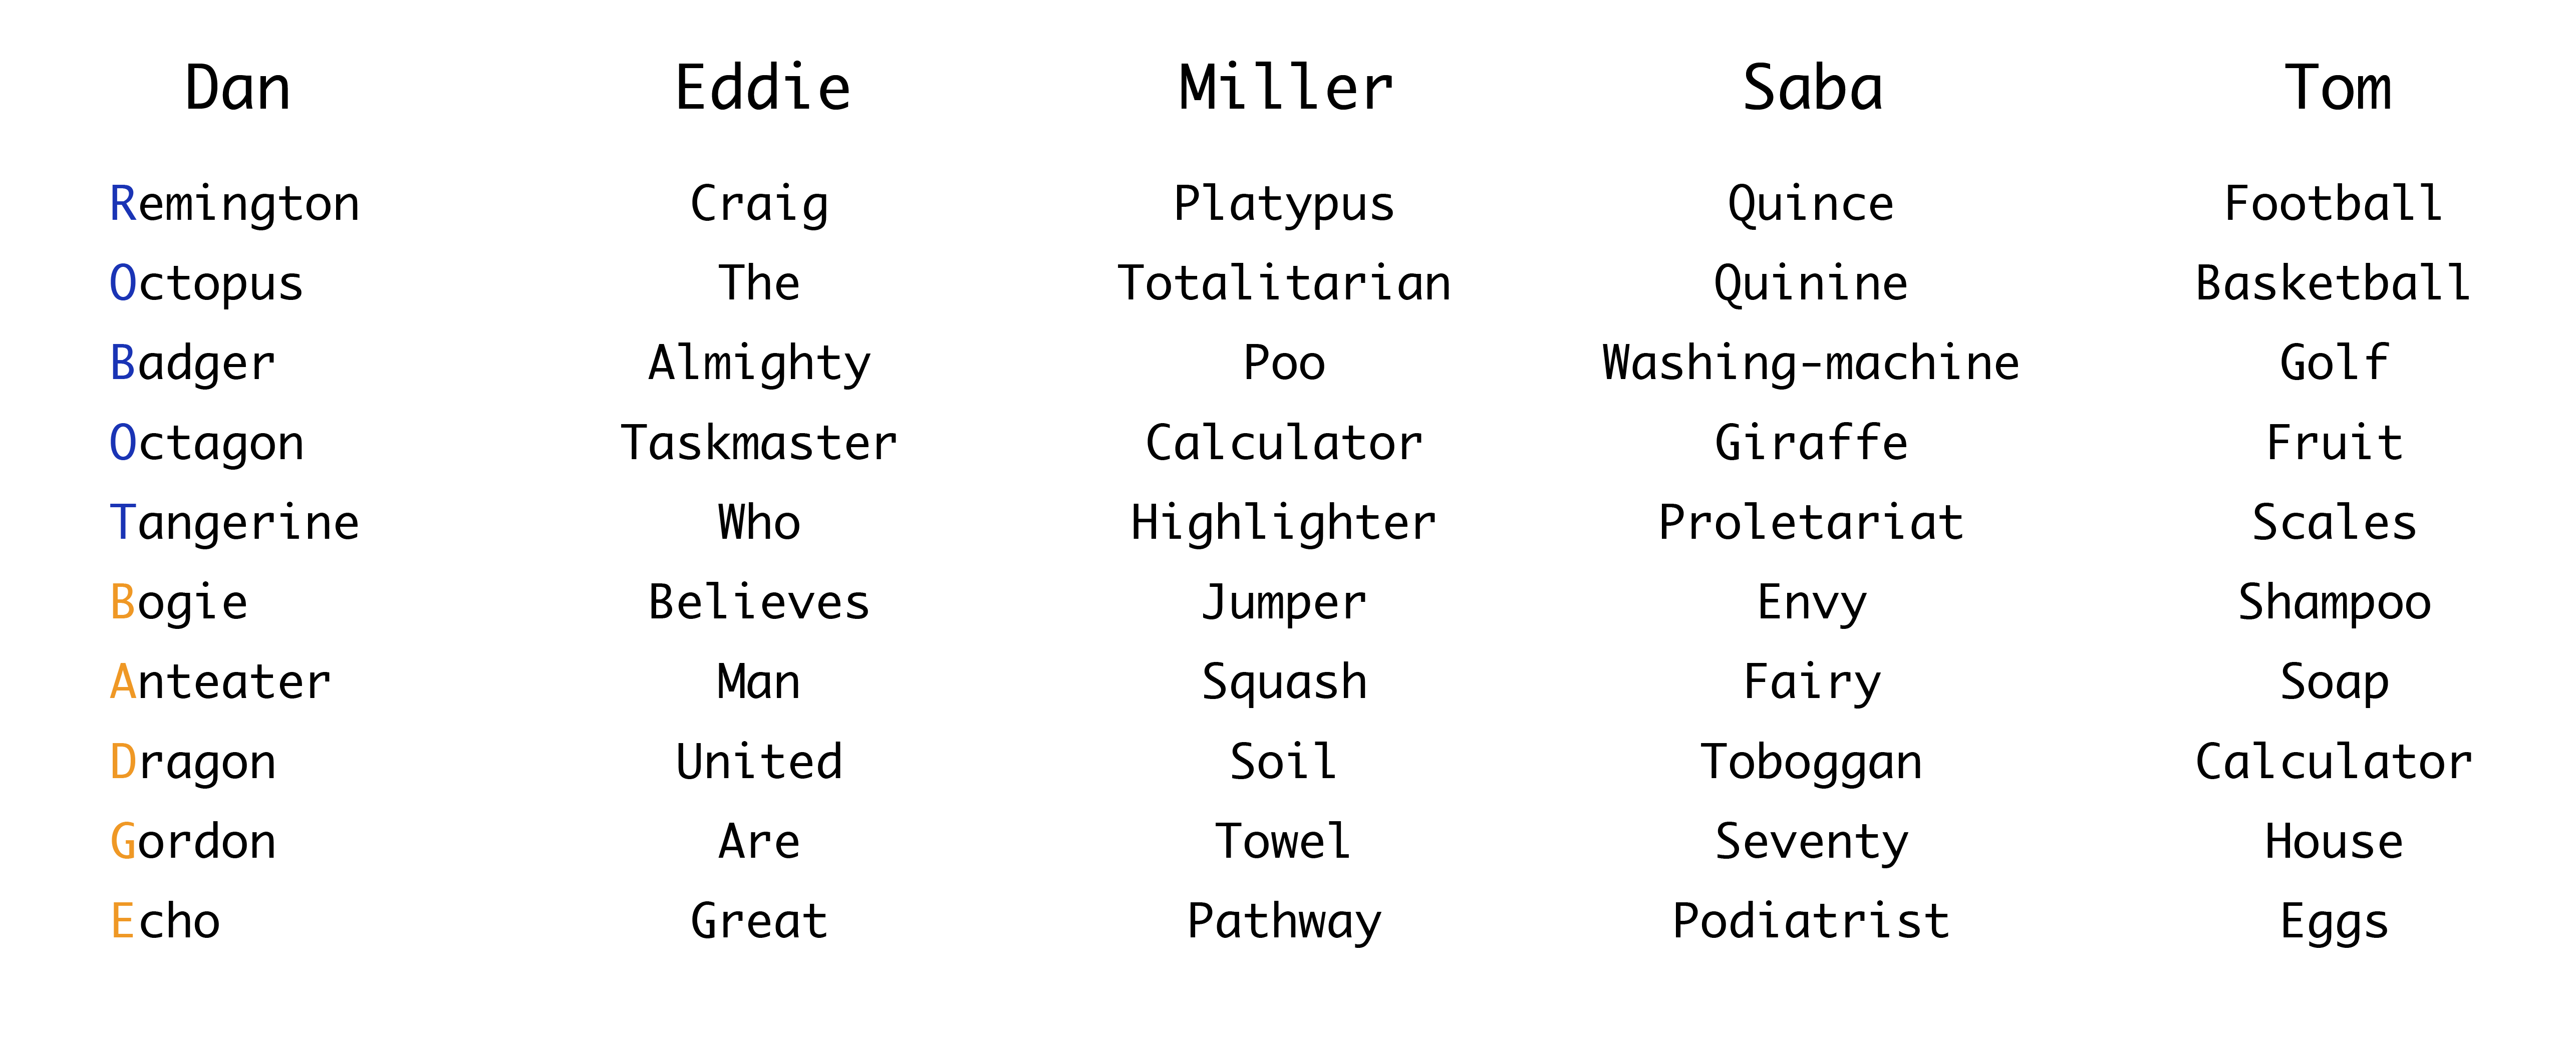 Dan Eddie Miller Saba Tom
Remington Craig Platypus Quince Football
Octopus The Totalitarian Quinine Basketball
Badger Almighty Poo Washing-machine Golf
Octagon Taskmaster Calculator Giraffe Fruit
Tangerine Who Highlighter Proletariat Scales
Bogie Believes Jumper Envy Shampoo
Anteater Man Squash Fairy Soap
Dragon United Soil Toboggan Calculator
Gordon Are Towel Seventy House
Echo Great Pathway Podiatrist Eggs